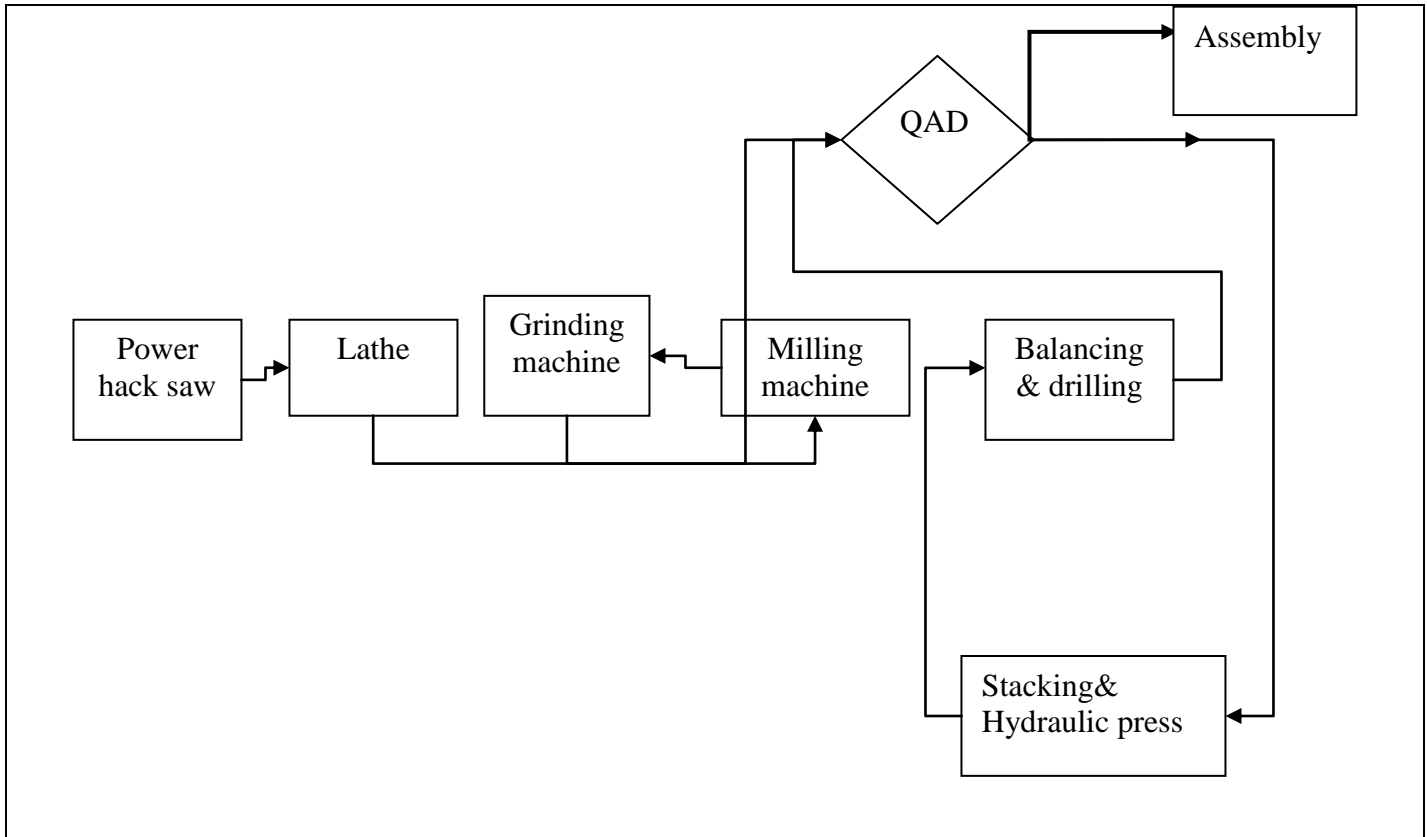 Assembly
QAD
Power
hack saw
Lathe
Grinding
machine
Milling
machine
Balancing
& drilling
Stacking&
Hydraulic press